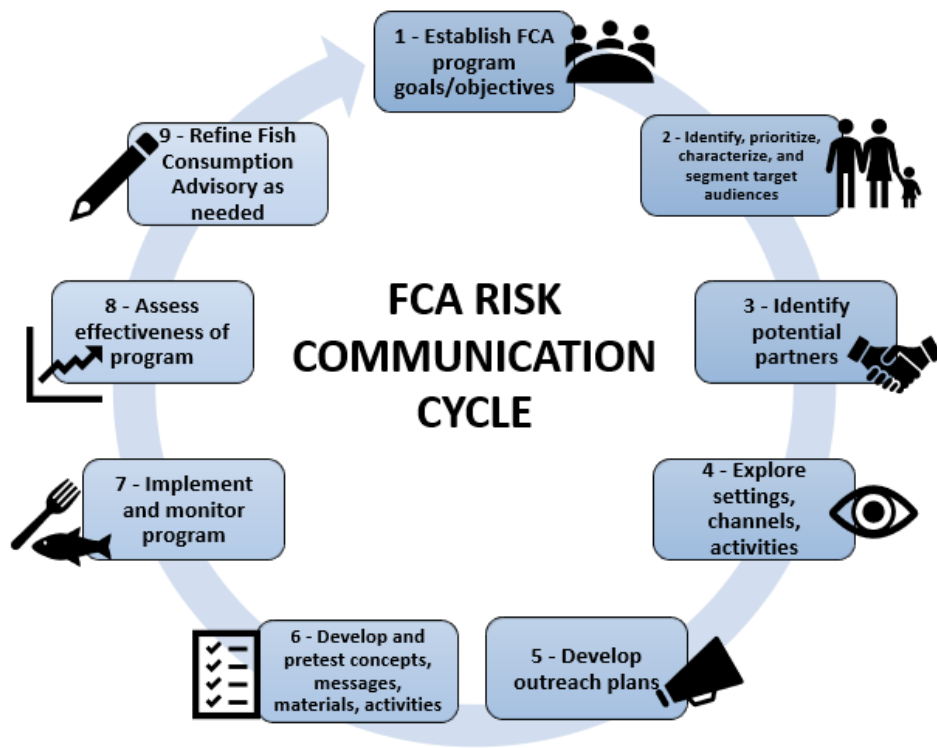 1 - Establish FCA
program
goals/objectives
2 - Identify, prioritize,
characterize, and
segment target
audiences
3 - Identify
potential
partners
4 - Explore
settings,
channels,
activities
5 - Develop
outreach plans
6 - Develop and
pretest concepts,
messages,
materials, activities
7 - Implement
and monitor
program
8 - Assess
effectiveness of
program
9 - Refine Fish
Consumption
Advisory as
needed
FCA RISK
COMMUNICATION
CYCLE